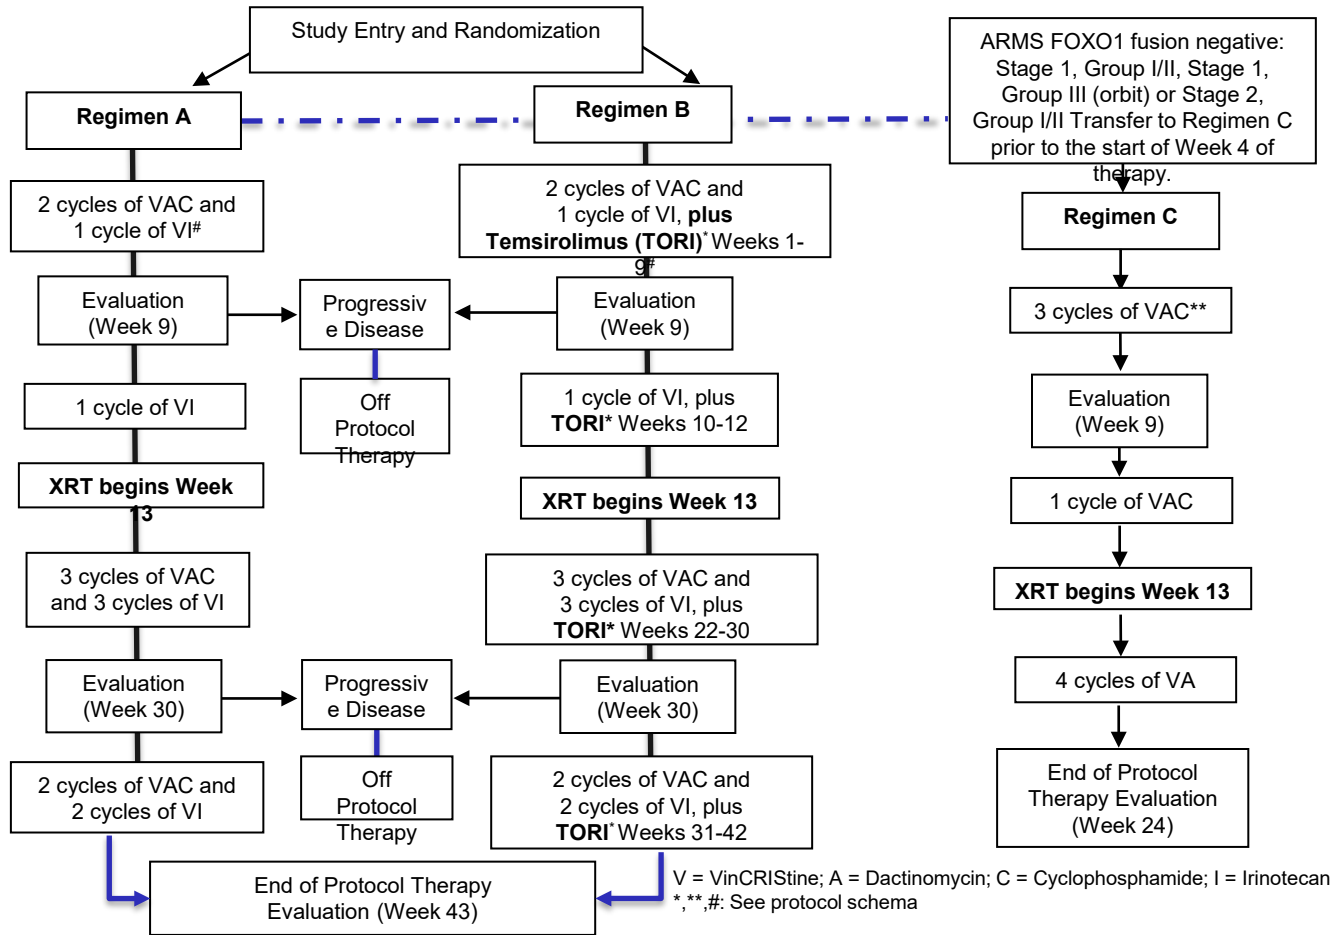 Study Entry and Randomization
Regimen A
2 cycles of VAC and
1 cycle of VI#
Evaluation
(Week 9)
1 cycle of VI
XRT begins Week
13
3 cycles of VAC
and 3 cycles of VI
Evaluation
(Week 30)
2 cycles of VAC and
2 cycles of VI
Progressiv
e Disease
Off
Protocol
Therapy
Progressiv
e Disease
Off
Protocol
Therapy
Regimen B
2 cycles of VAC and
1 cycle of VI, plus
Temsirolimus (TORI)* Weeks 1-
9#
Evaluation
(Week 9)
1 cycle of VI, plus
TORI* Weeks 10-12
XRT begins Week 13
3 cycles of VAC and
3 cycles of VI, plus
TORI* Weeks 22-30
Evaluation
(Week 30)
2 cycles of VAC and
2 cycles of VI, plus
TORI* Weeks 31-42
End of Protocol Therapy
Evaluation (Week 43)
ARMS FOXO1 fusion negative:
Stage 1, Group I/II, Stage 1,
Group III (orbit) or Stage 2,
Group I/II Transfer to Regimen C
prior to the start of Week 4 of
therapy.
Regimen C
3 cycles of VAC**
Evaluation
(Week 9)
1 cycle of VAC
XRT begins Week 13
4 cycles of VA
End of Protocol
Therapy Evaluation
(Week 24)
V = VinCRIStine; A = Dactinomycin; C = Cyclophosphamide; I = Irinotecan
*,**,#: See protocol schema